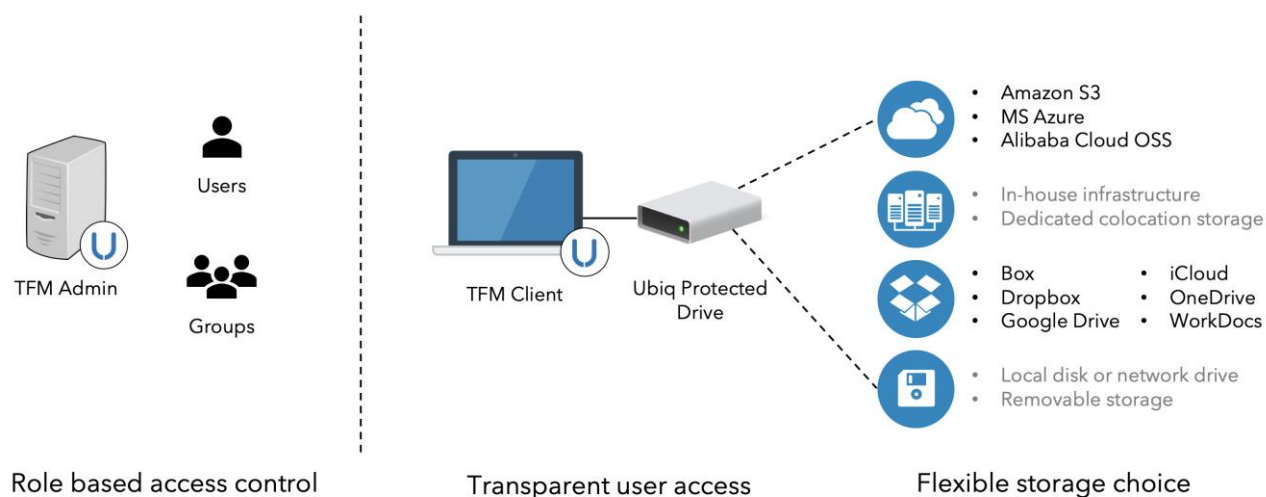 TFM Admin
Users
Groups
Role based access control
TFM Client
Ubiq Protected
Drive
Transparent user access
• Amazon S3
• MS Azure
• Alibaba Cloud OSS
• In-house infrastructure
• Dedicated colocation storage
• Box
• Dropbox
• Google Drive
• iCloud
• OneDrive
• WorkDocs
• Local disk or network drive
• Removable storage
Flexible storage choice